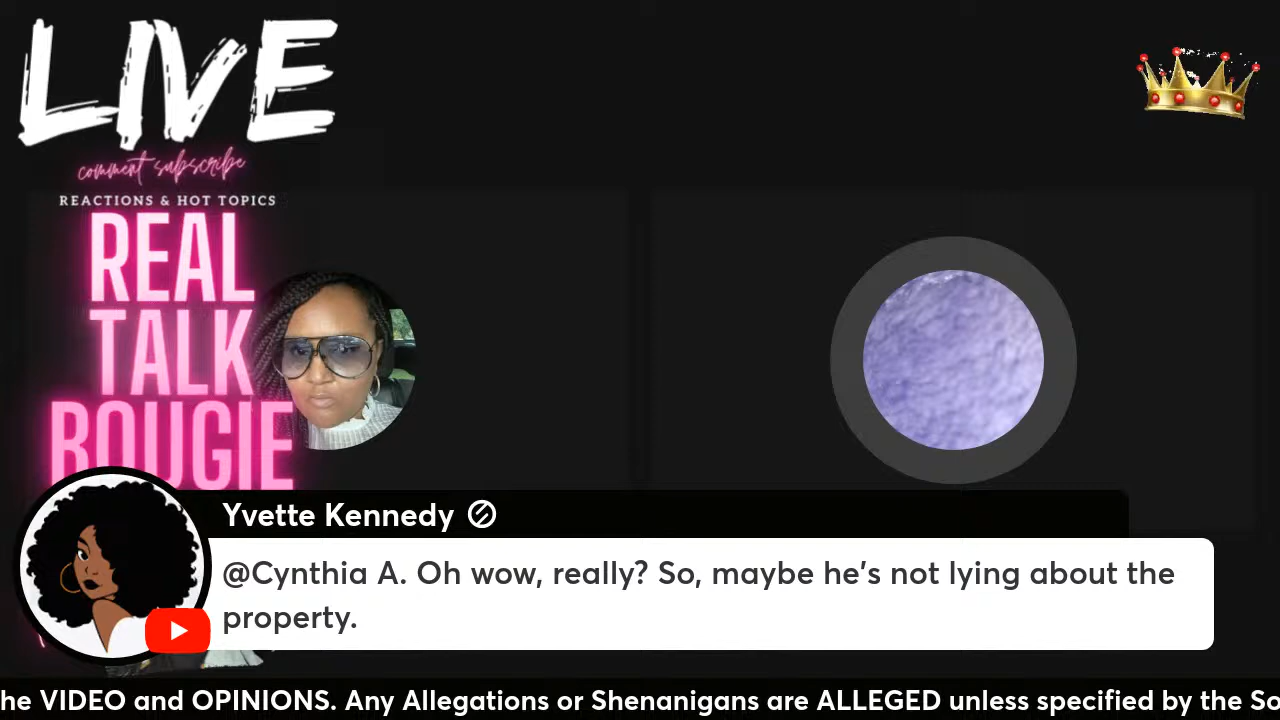 LIVE
comment subscribe
REACTIONS & HOT TOPICS
REAL
TALK
BOUGIE
Yvette Kennedy
@Cynthia A. Oh wow, really? So, maybe he's not lying about the
property.
he VIDEO and OPINIONS. Any Allegations or Shenanigans are ALLEGED unless specified by the So